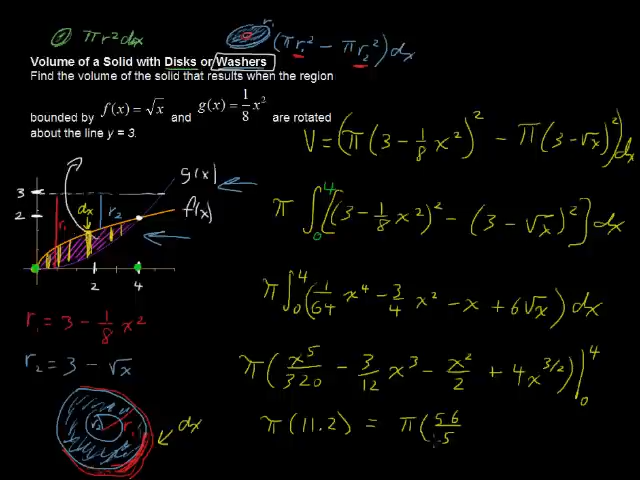 ① πr²dx
r₁ (πr₁² − πr₂²)dx
Volume of a Solid with Disks or Washers
Find the volume of the solid that results when the region
bounded by f(x) = √x and g(x) = 1/8 x² are rotated
about the line y = 3.
V = (π(3 − 1/8 x²)² − π(3 − √x)²)dx
g(x)
3
dx r₂
f(x)
2
r₁
2 4
π ∫₀⁴ [(3 − 1/8 x²)² − (3 − √x)²] dx
π ∫₀⁴ (1/64 x⁴ − 3/4 x² − x + 6√x) dx
r₁ = 3 − 1/8 x²
r₂ = 3 − √x
π(x⁵/320 − 3/12 x³ − x²/2 + 4x^(3/2))|₀⁴
r₂ r₁ dx
π(11.2) = π(56/5